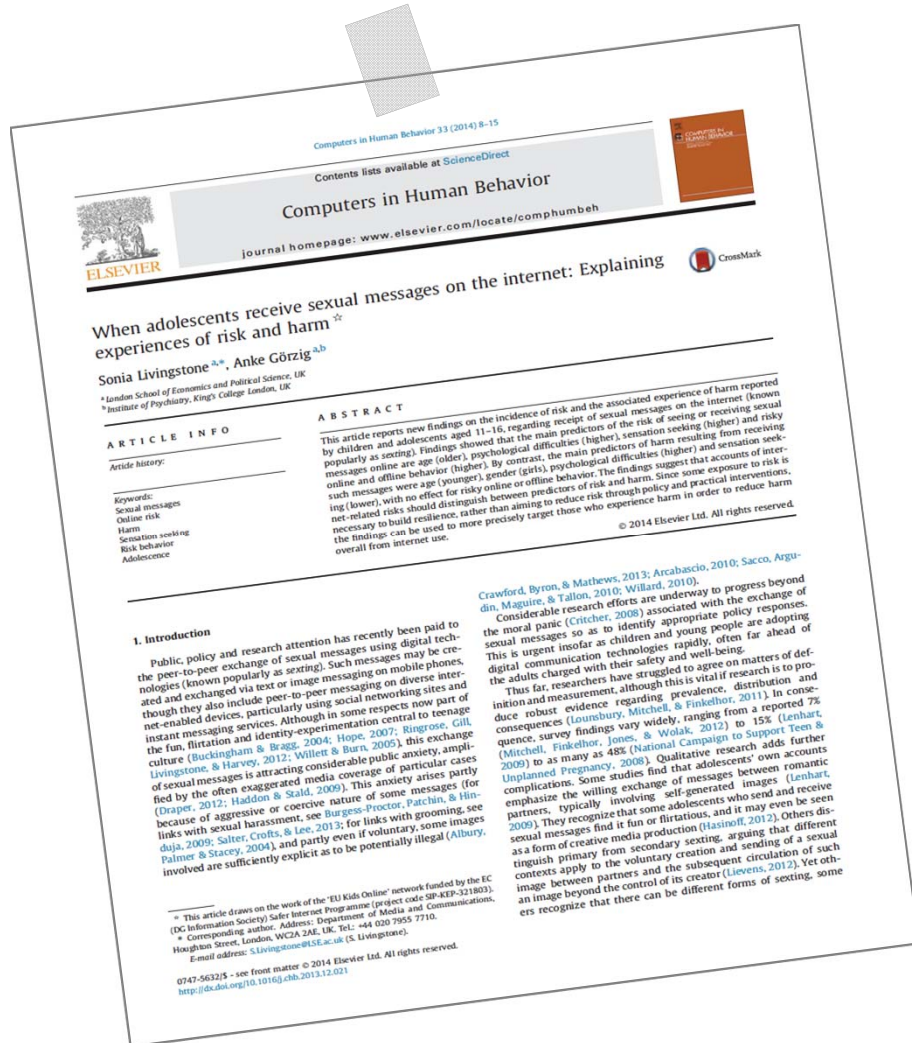 Computers in Human Behavior 33 (2014) 8–15
Contents lists available at ScienceDirect
Computers in Human Behavior
journal homepage: www.elsevier.com/locate/comphumbeh
ELSEVIER
COMPUTERS IN
HUMAN BEHAVIOR
CrossMark
When adolescents receive sexual messages on the internet: Explaining
experiences of risk and harm ☆
Sonia Livingstone a,*, Anke Görzig a,b
a London School of Economics and Political Science, UK
b Institute of Psychiatry, King's College London, UK
ARTICLE INFO
Article history:
Keywords:
Sexual messages
Online risk
Harm
Sensation seeking
Risk behavior
Adolescence
ABSTRACT
This article reports new findings on the incidence of risk and the associated experience of harm reported
by children and adolescents aged 11–16, regarding receipt of sexual messages on the internet (known
popularly as sexting). Findings showed that the main predictors of the risk of seeing or receiving sexual
messages online are age (older), psychological difficulties (higher), sensation seeking (higher) and risky
online and offline behavior (higher). By contrast, the main predictors of harm resulting from receiving
such messages were age (younger), gender (girls), psychological difficulties (higher) and sensation seek-
ing (lower), with no effect for risky online or offline behavior. The findings suggest that accounts of inter-
net-related risks should distinguish between predictors of risk and harm. Since some exposure to risk is
necessary to build resilience, rather than aiming to reduce risk through policy and practical interventions,
the findings can be used to more precisely target those who experience harm in order to reduce harm
overall from internet use.
© 2014 Elsevier Ltd. All rights reserved.
1. Introduction
Public, policy and research attention has recently been paid to
the peer-to-peer exchange of sexual messages using digital tech-
nologies (known popularly as sexting). Such messages may be cre-
ated and exchanged via text or image messaging on mobile phones,
though they also include peer-to-peer messaging on diverse inter-
net-enabled devices, particularly using social networking sites and
instant messaging services. Although in some respects now part of
the fun, flirtation and identity-experimentation central to teenage
culture (Buckingham & Bragg, 2004; Hope, 2007; Ringrose, Gill,
Livingstone, & Harvey, 2012; Willett & Burn, 2005), this exchange
of sexual messages is attracting considerable public anxiety, ampli-
fied by the often exaggerated media coverage of particular cases
(Draper, 2012; Haddon & Stald, 2009). This anxiety arises partly
because of aggressive or coercive nature of some messages (for
links with sexual harassment, see Burgess-Proctor, Patchin, & Hin-
duja, 2009; Salter, Crofts, & Lee, 2013; for links with grooming, see
Palmer & Stacey, 2004), and partly even if voluntary, some images
involved are sufficiently explicit as to be potentially illegal (Albury,
☆ This article draws on the work of the 'EU Kids Online' network funded by the EC
(DG Information Society) Safer Internet Programme (project code SIP-KEP-321803).
* Corresponding author. Address: Department of Media and Communications,
Houghton Street, London, WC2A 2AE, UK. Tel.: +44 020 7955 7710.
E-mail address: S.Livingstone@LSE.ac.uk (S. Livingstone).
0747-5632/$ - see front matter © 2014 Elsevier Ltd. All rights reserved.
http://dx.doi.org/10.1016/j.chb.2013.12.021
Crawford, Byron, & Mathews, 2013; Arcabascio, 2010; Sacco, Argu-
din, Maguire, & Tallon, 2010; Willard, 2010).
Considerable research efforts are underway to progress beyond
the moral panic (Critcher, 2008) associated with the exchange of
sexual messages so as to identify appropriate policy responses.
This is urgent insofar as children and young people are adopting
digital communication technologies rapidly, often far ahead of
the adults charged with their safety and well-being.
Thus far, researchers have struggled to agree on matters of def-
inition and measurement, although this is vital if research is to pro-
duce robust evidence regarding prevalence, distribution and
consequences (Lounsbury, Mitchell, & Finkelhor, 2011). In conse-
quence, survey findings vary widely, ranging from a reported 7%
(Mitchell, Finkelhor, Jones, & Wolak, 2012) to 15% (Lenhart,
2009) to as many as 48% (National Campaign to Support Teen &
Unplanned Pregnancy, 2008). Qualitative research adds further
complications. Some studies find that adolescents' own accounts
emphasize the willing exchange of messages between romantic
partners, typically involving self-generated images (Lenhart,
2009). They recognize that some adolescents who send and receive
sexual messages find it fun or flirtatious, and it may even be seen
as a form of creative media production (Hasinoff, 2012). Others dis-
tinguish primary from secondary sexting, arguing that different
contexts apply to the voluntary creation and sending of a sexual
image between partners and the subsequent circulation of such
an image beyond the control of its creator (Lievens, 2012). Yet oth-
ers recognize that there can be different forms of sexting, some